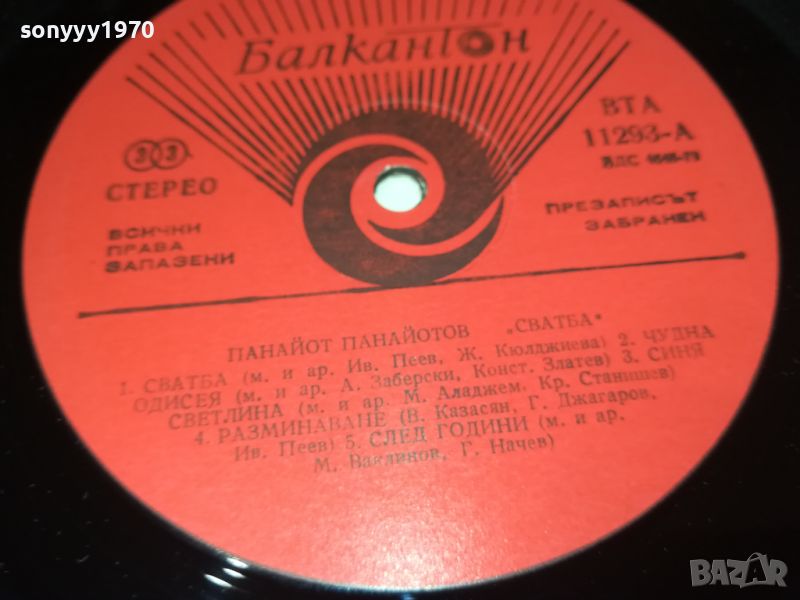 sonyyy1970
Балкантон
ВТА
11293-А
33
СТЕРЕО
ВСИЧКИ
ПРАВА
ЗАПАЗЕНИ
ПРЕЗАПИСЪТ
ЗАБРАНЕН
ПАНАЙОТ ПАНАЙОТОВ „СВАТБА"
1. СВАТБА (м. и ар. Ив. Пеев, Ж. Кюлджиева) 2. ЧУДНА
ОДИСЕЯ (м. и ар. А. Заберски, Конст. Златев) 3. СИНЯ
СВЕТЛИНА (м. и ар. М. Аладжем, Кр. Станишев)
4. РАЗМИНАВАНЕ (В. Казасян, Г. Джагаров,
Ив. Пеев) 5. СЛЕД ГОДИНИ (м. и ар.
М. Ваклинов, Г. Начев)
BAZAR